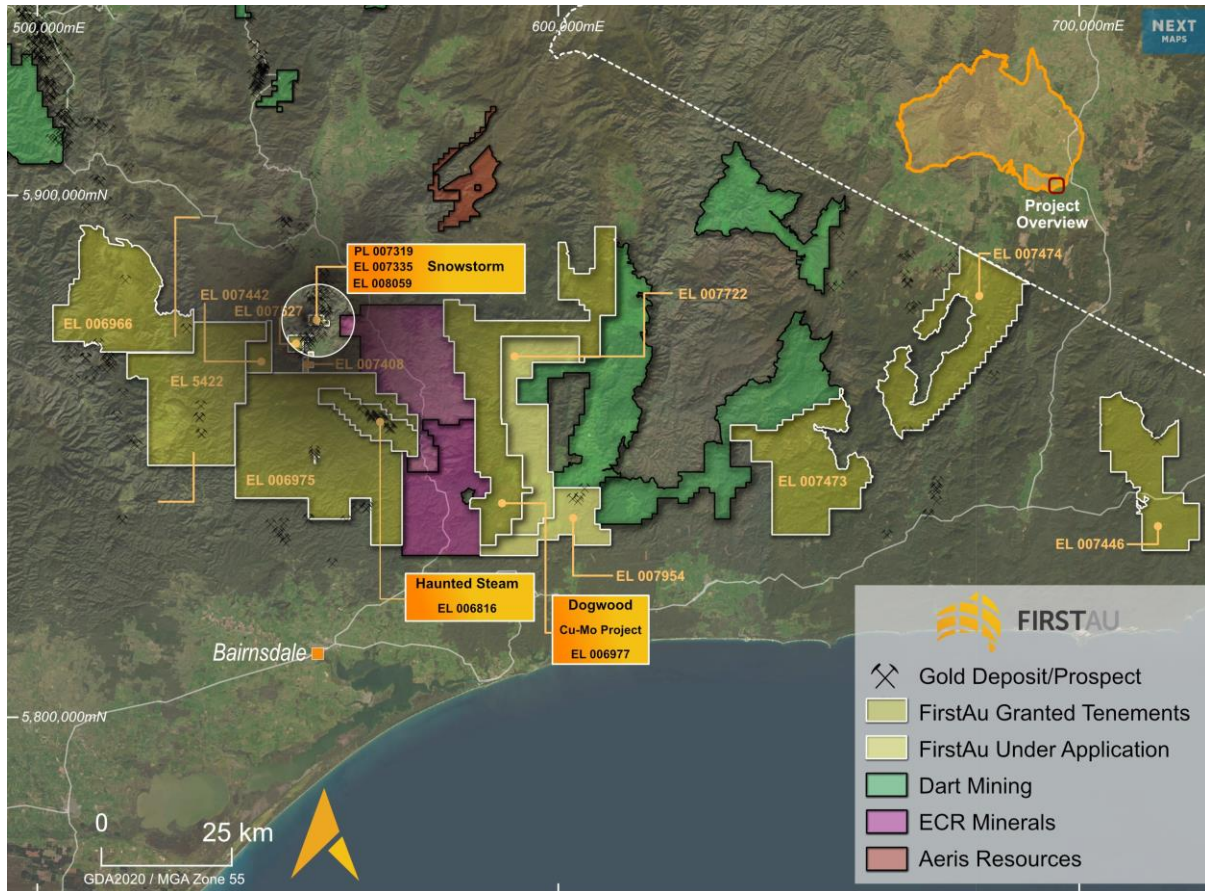 500,000mE
600,000mE
700,000mE
NEXT
MAPS
5,900,000mN
Project
Overview
PL 007319
EL 007335
EL 008059
Snowstorm
EL 007474
EL 007442
EL 007527
EL 007722
EL 006966
EL 007408
EL 5422
EL 006975
EL 007473
EL 007446
EL 007954
Haunted Steam
EL 006816
Dogwood
Cu-Mo Project
EL 006977
Bairnsdale
5,800,000mN
0
25 km
GDA2020 / MGA Zone 55
FIRSTAU
Gold Deposit/Prospect
FirstAu Granted Tenements
FirstAu Under Application
Dart Mining
ECR Minerals
Aeris Resources